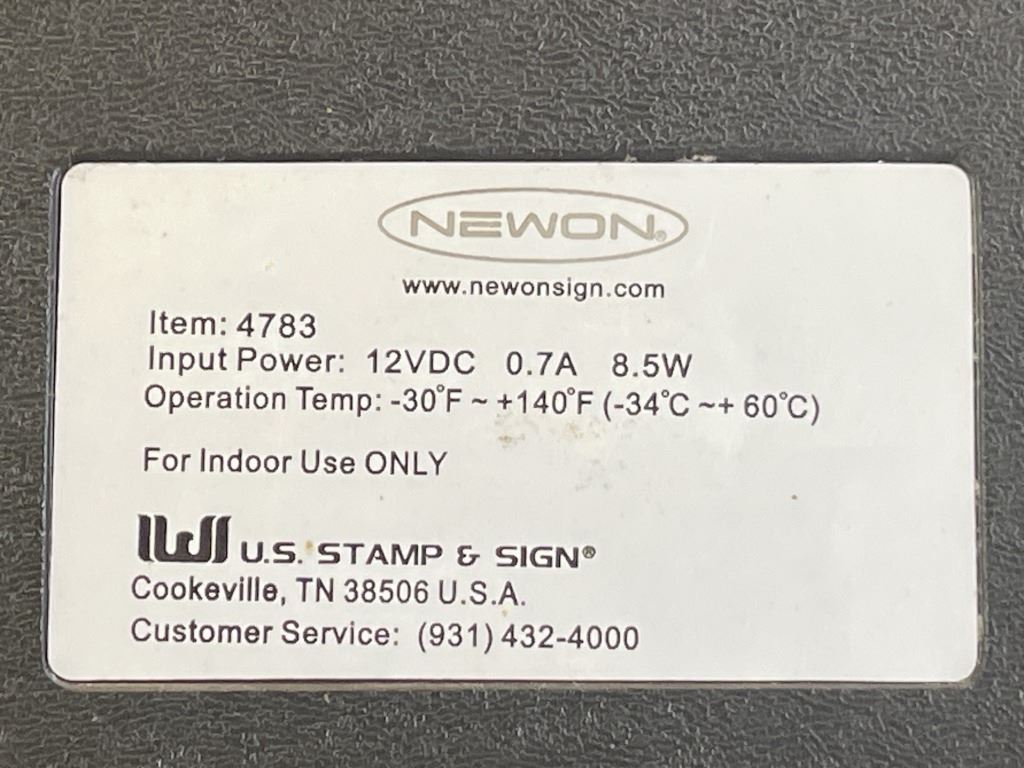 NEWON®
www.newonsign.com
Item: 4783
Input Power: 12VDC 0.7A 8.5W
Operation Temp: -30°F ~ +140°F (-34°C ~+ 60°C)
For Indoor Use ONLY
U.S. STAMP & SIGN®
Cookeville, TN 38506 U.S.A.
Customer Service: (931) 432-4000